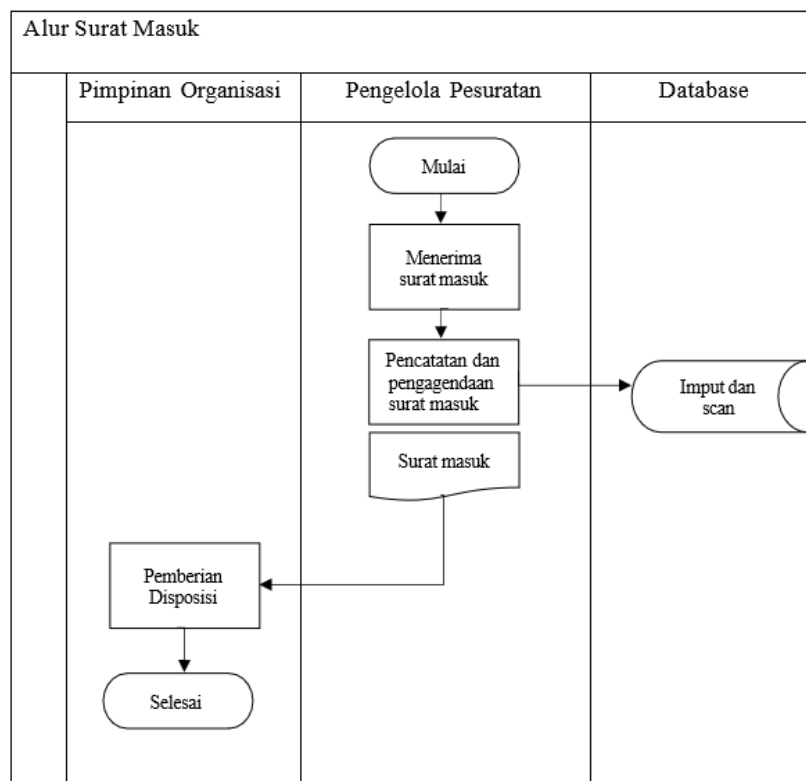 Alur Surat Masuk
Pimpinan Organisasi
Pengelola Pesuratan
Database
Mulai
Menerima
surat masuk
Pencatatan dan
pengagendaan
surat masuk
Imput dan
scan
Surat masuk
Pemberian
Disposisi
Selesai